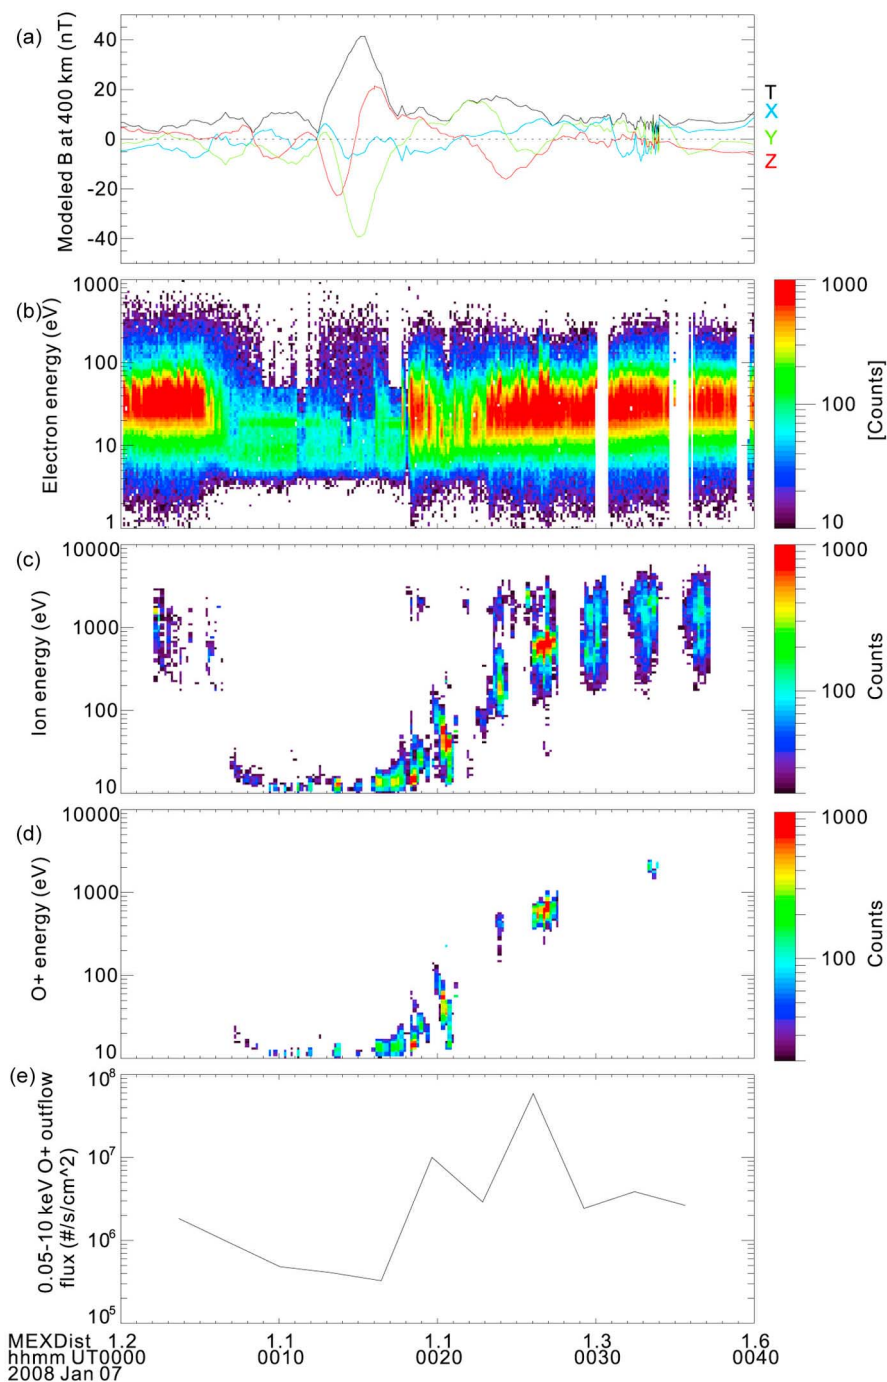 (a)
Modeled B at 400 km (nT)
40
20
0
-20
-40
T
X
Y
Z
(b)
Electron energy (eV)
1000
100
10
1
1000
100
10
[Counts]
(c)
Ion energy (eV)
10000
1000
100
10
1000
100
Counts
(d)
O+ energy (eV)
10000
1000
100
10
1000
100
Counts
(e)
0.05-10 keV O+ outflow
flux (#/s/cm^2)
10^8
10^7
10^6
10^5
MEXDist 1.2 1.10 1.1 1.3 1.6
hhmm UT0000 0010 0020 0030 0040
2008 Jan 07